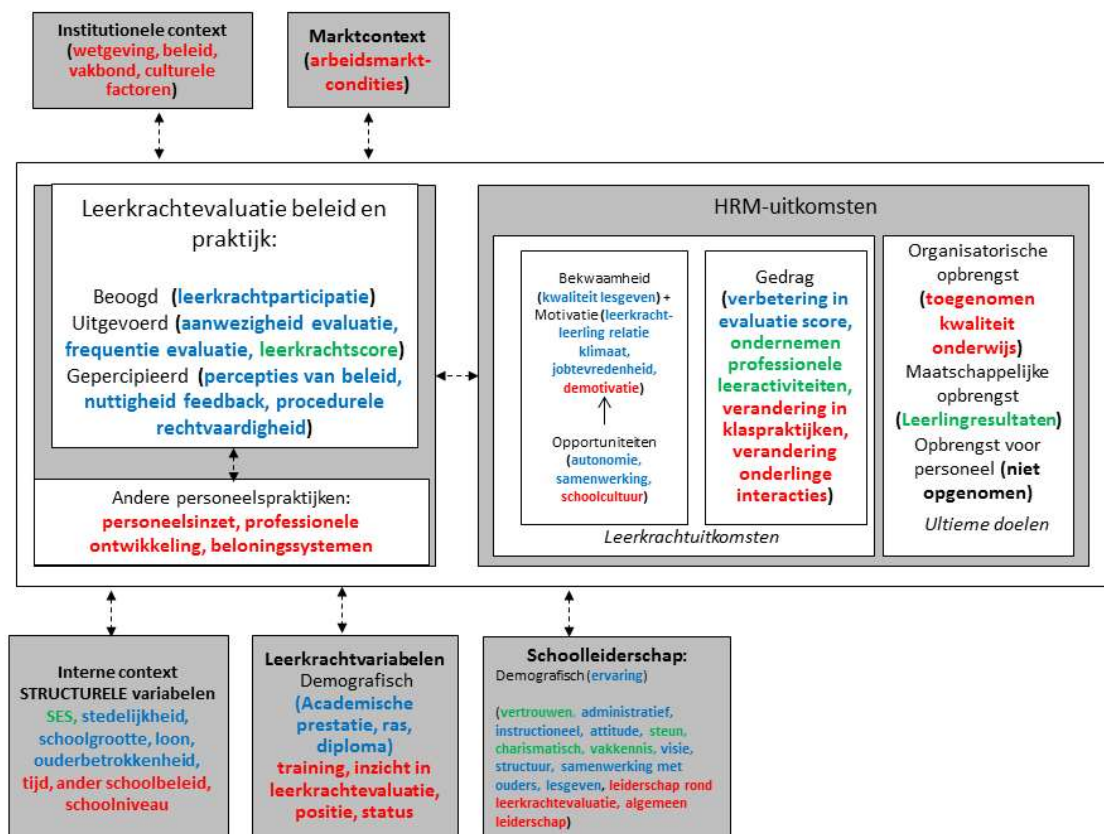 Institutionele context
(wetgeving, beleid,
vakbond, culturele
factoren)
Marktcontext
(arbeidsmarkt-
condities)
Leerkrachtevaluatie beleid en
praktijk:
Beoogd (leerkrachtparticipatie)
Uitgevoerd (aanwezigheid evaluatie,
frequentie evaluatie, leerkrachtscore)
Gepercipieerd (percepties van beleid,
nuttigheid feedback, procedurele
rechtvaardigheid)
Andere personeelspraktijken:
personeelsinzet, professionele
ontwikkeling, beloningssystemen
HRM-uitkomsten
Bekwaamheid
(kwaliteit lesgeven) +
Motivatie (leerkracht-
leerling relatie
klimaat,
jobtevredenheid,
demotivatie)
Opportuniteiten
(autonomie,
samenwerking,
schoolcultuur)
Gedrag
(verbetering in
evaluatie score,
ondernemen
professionele
leeractiviteiten,
verandering in
klaspraktijken,
verandering
onderlinge
interacties)
Leerkrachtuitkomsten
Organisatorische
opbrengst
(toegenomen
kwaliteit
onderwijs)
Maatschappelijke
opbrengst
(Leerlingresultaten)
Opbrengst voor
personeel (niet
opgenomen)
Ultieme doelen
Interne context
STRUCTURELE variabelen
SES, stedelijkheid,
schoolgrootte, loon,
ouderbetrokkenheid,
tijd, ander schoolbeleid,
schoolniveau
Leerkrachtvariabelen
Demografisch
(Academische
prestatie, ras,
diploma)
training, inzicht in
leerkrachtevaluatie,
positie, status
Schoolleiderschap:
Demografisch (ervaring)
(vertrouwen, administratief,
instructioneel, attitude, steun,
charismatisch, vakkennis, visie,
structuur, samenwerking met
ouders, lesgeven, leiderschap rond
leerkrachtevaluatie, algemeen
leiderschap)